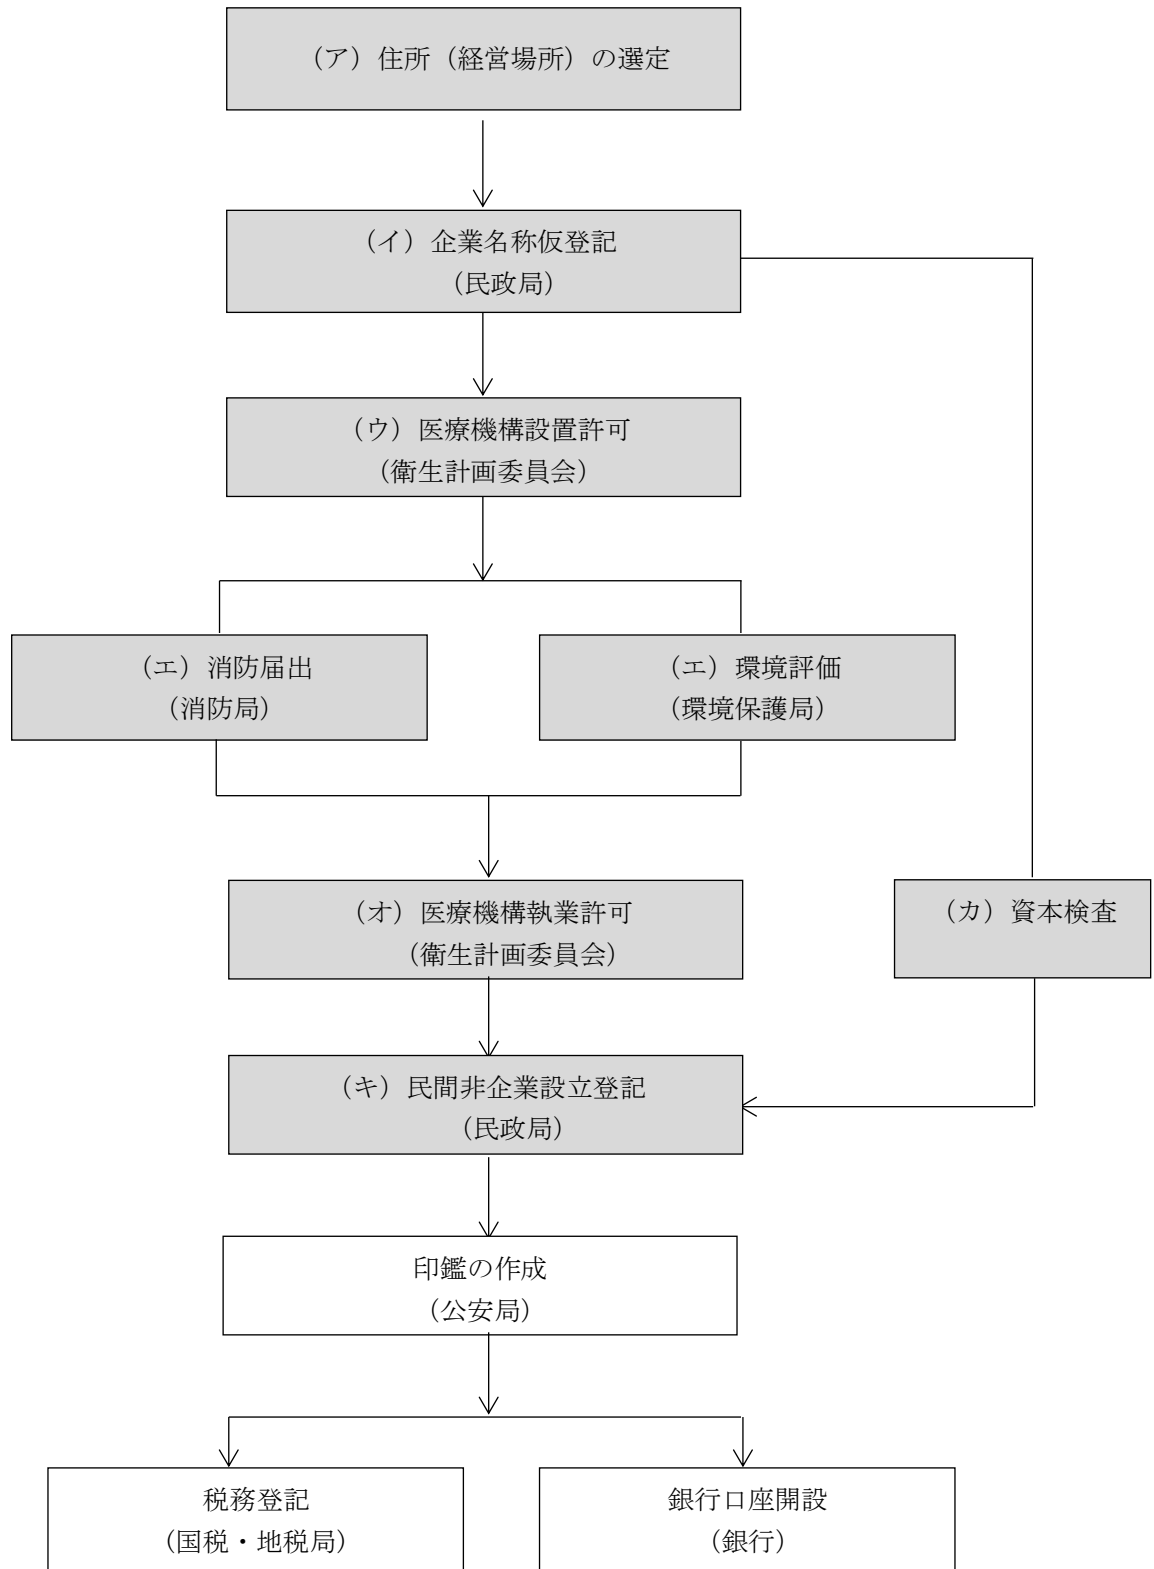 （ア）住所（経営場所）の選定
（イ）企業名称仮登記
（民政局）
（ウ）医療機構設置許可
（衛生計画委員会）
（エ）消防届出
（消防局）
（エ）環境評価
（環境保護局）
（オ）医療機構執業許可
（衛生計画委員会）
（カ）資本検査
（キ）民間非企業設立登記
（民政局）
印鑑の作成
（公安局）
税務登記
（国税・地税局）
銀行口座開設
（銀行）